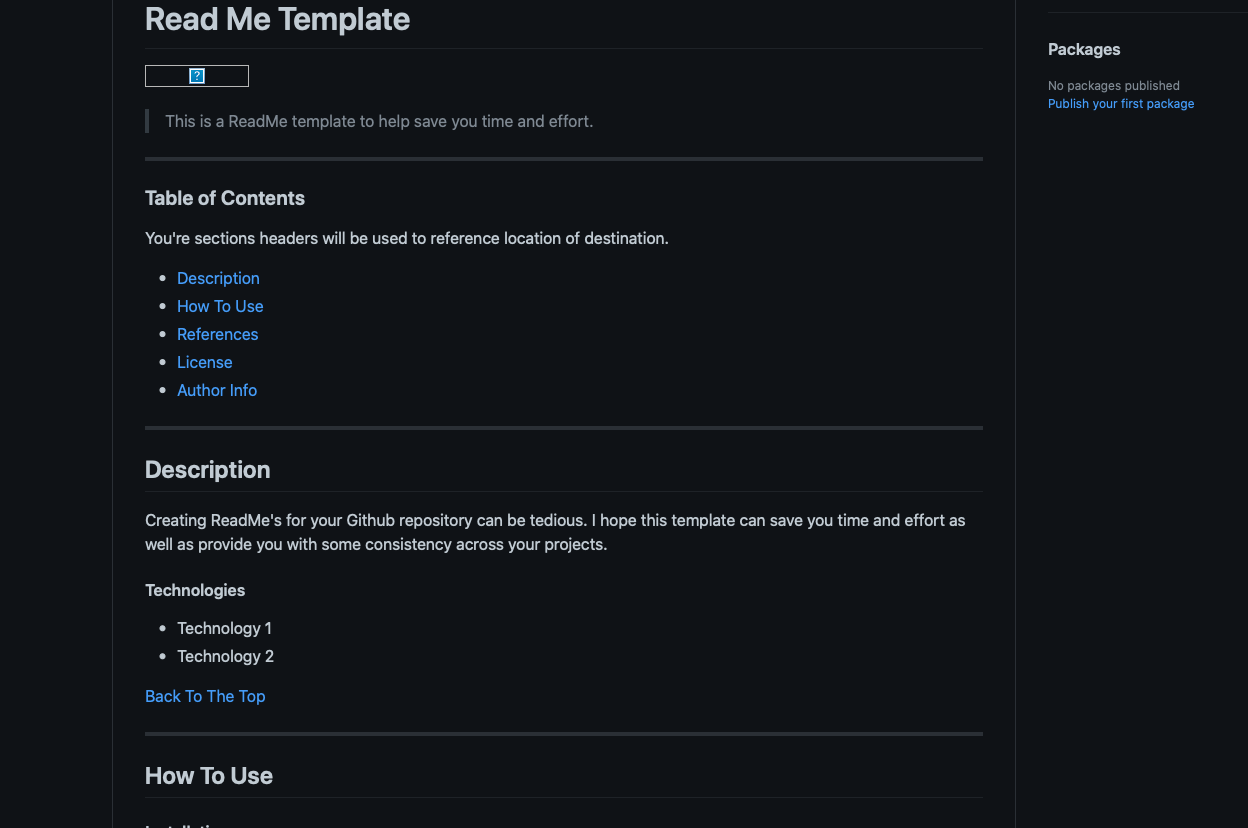 Read Me Template
?
This is a ReadMe template to help save you time and effort.
Table of Contents
You're sections headers will be used to reference location of destination.
Description
How To Use
References
License
Author Info
Description
Creating ReadMe's for your Github repository can be tedious. I hope this template can save you time and effort as
well as provide you with some consistency across your projects.
Technologies
Technology 1
Technology 2
Back To The Top
How To Use
Packages
No packages published
Publish your first package